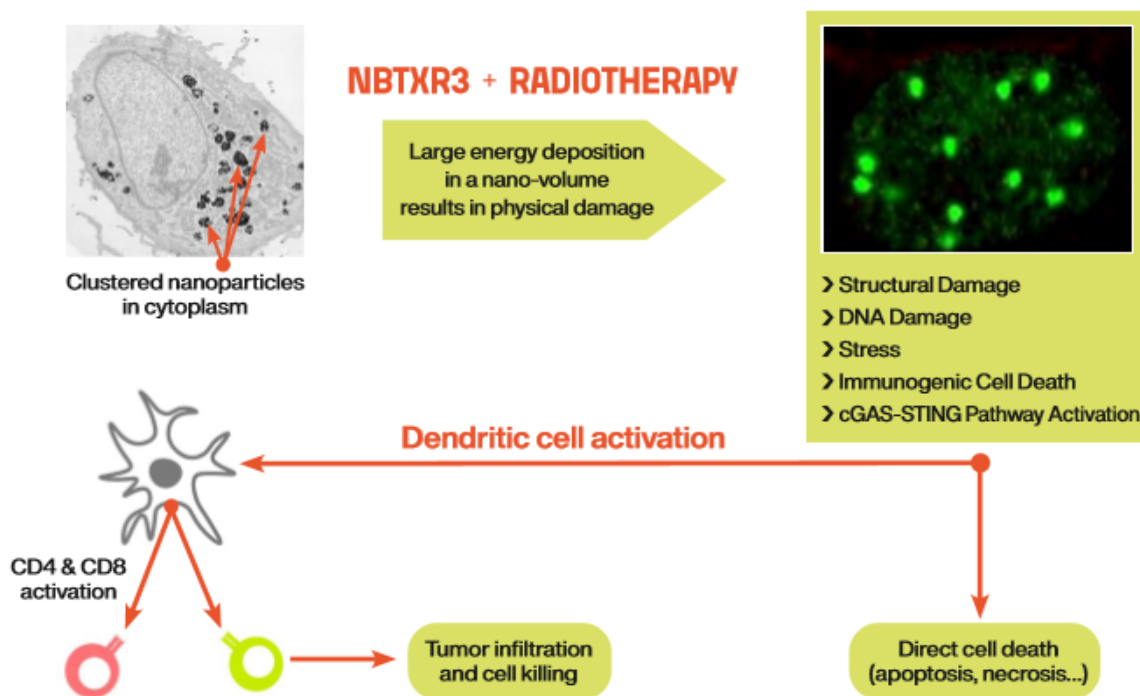 NBTXR3 + RADIOTHERAPY
Large energy deposition
in a nano-volume
results in physical damage
Clustered nanoparticles
in cytoplasm
› Structural Damage
› DNA Damage
› Stress
› Immunogenic Cell Death
› cGAS-STING Pathway Activation
Dendritic cell activation
CD4 & CD8
activation
Tumor infiltration
and cell killing
Direct cell death
(apoptosis, necrosis...)